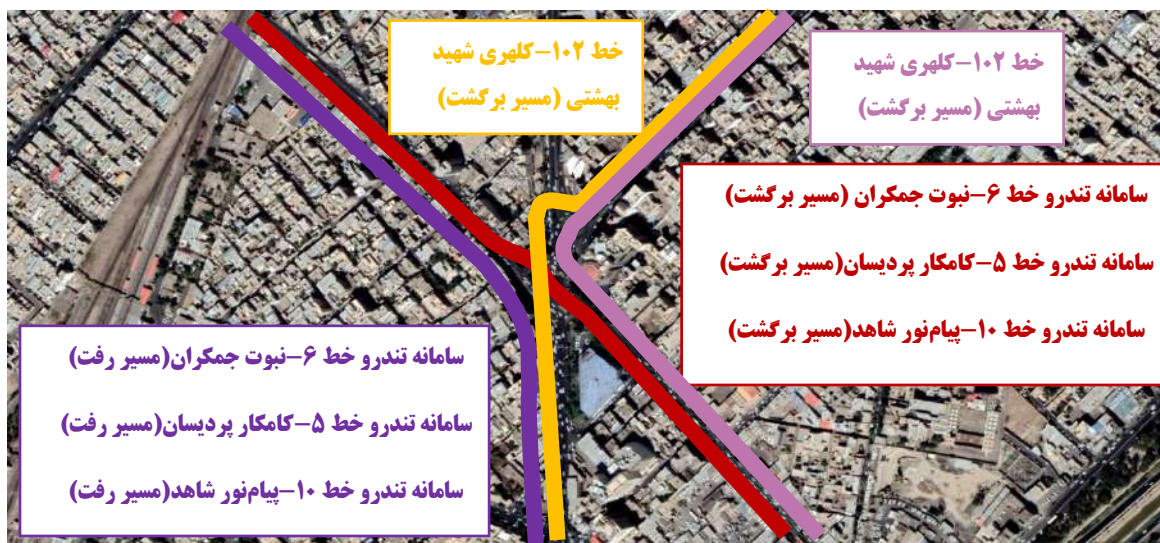 خط ۱۰۲-کلهری شهید
بهشتی (مسیر برگشت)
خط ۱۰۲-کلهری شهید
بهشتی (مسیر برگشت)
سامانه تندرو خط ۶-نبوت جمکران (مسیر برگشت)
سامانه تندرو خط ۵-کامکار پردیسان(مسیر برگشت)
سامانه تندرو خط ۱۰-پیام‌نور شاهد(مسیر برگشت)
سامانه تندرو خط ۶-نبوت جمکران(مسیر رفت)
سامانه تندرو خط ۵-کامکار پردیسان(مسیر رفت)
سامانه تندرو خط ۱۰-پیام‌نور شاهد(مسیر رفت)